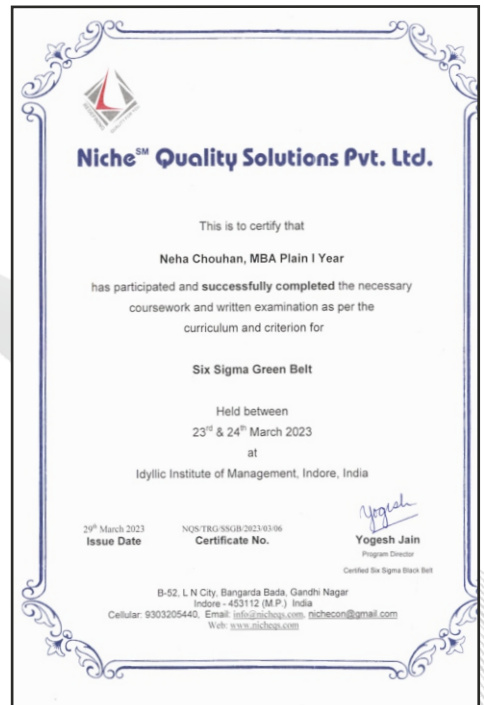 Niche℠ Quality Solutions Pvt. Ltd.
This is to certify that
Neha Chouhan, MBA Plain I Year
has participated and successfully completed the necessary
coursework and written examination as per the
curriculum and criterion for
Six Sigma Green Belt
Held between
23rd & 24th March 2023
at
Idyllic Institute of Management, Indore, India
Yogesh
29th March 2023 NQS/TRG/SSGB/2023/03/06
Issue Date Certificate No. Yogesh Jain
Program Director
Certified Six Sigma Black Belt
B-52, L N City, Bangarda Bada, Gandhi Nagar
Indore - 453112 (M.P.) India
Cellular: 9303205440, Email: info@nicheqs.com, nichecon@gmail.com
Web: www.nicheqs.com